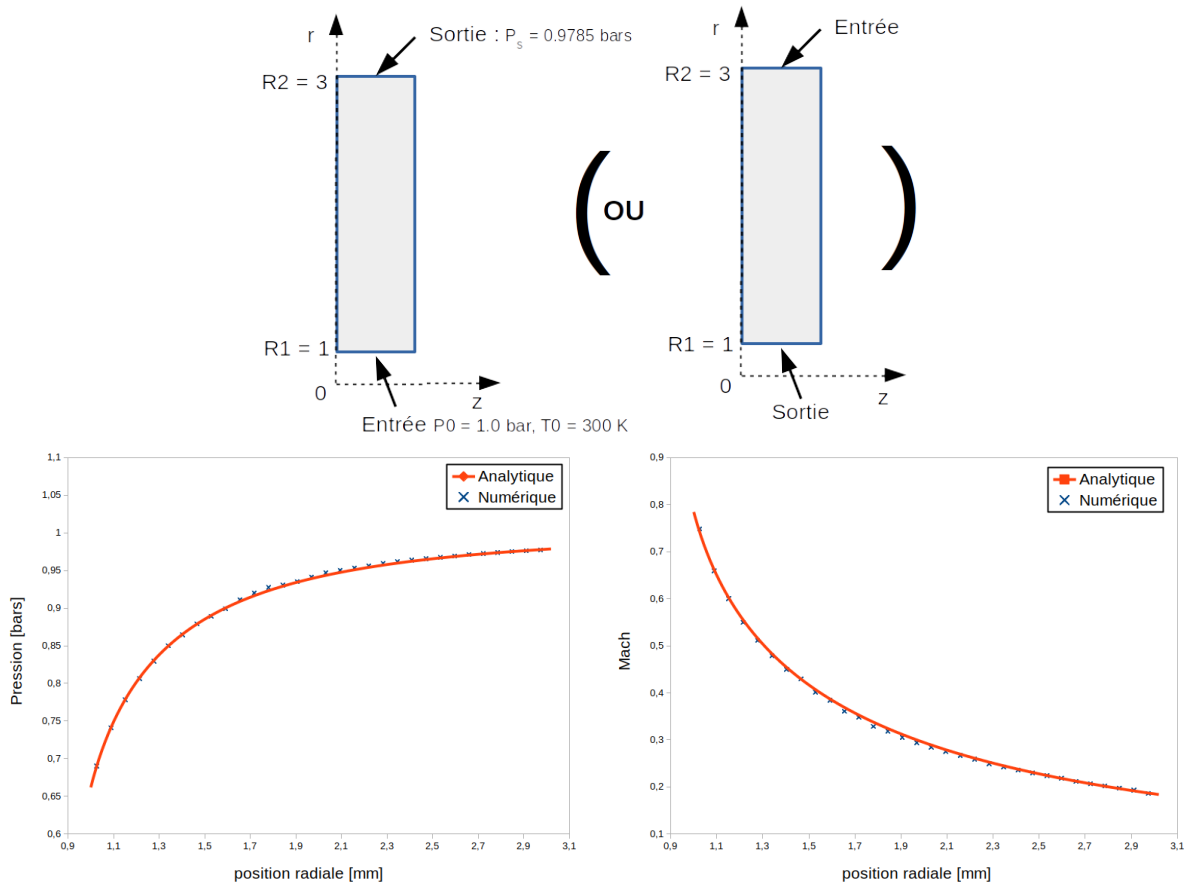 r
Sortie : P_s = 0.9785 bars
R2 = 3
R1 = 1
0
z
Entrée P0 = 1.0 bar, T0 = 300 K
( OU )
r
Entrée
R2 = 3
R1 = 1
0
z
Sortie
1,1
1,05
1
0,95
0,9
0,85
0,8
0,75
0,7
0,65
0,6
Pression [bars]
Analytique
Numérique
0,9 1,1 1,3 1,5 1,7 1,9 2,1 2,3 2,5 2,7 2,9 3,1
position radiale [mm]
0,9
0,8
0,7
0,6
0,5
0,4
0,3
0,2
0,1
Mach
Analytique
Numérique
0,9 1,1 1,3 1,5 1,7 1,9 2,1 2,3 2,5 2,7 2,9 3,1
position radiale [mm]